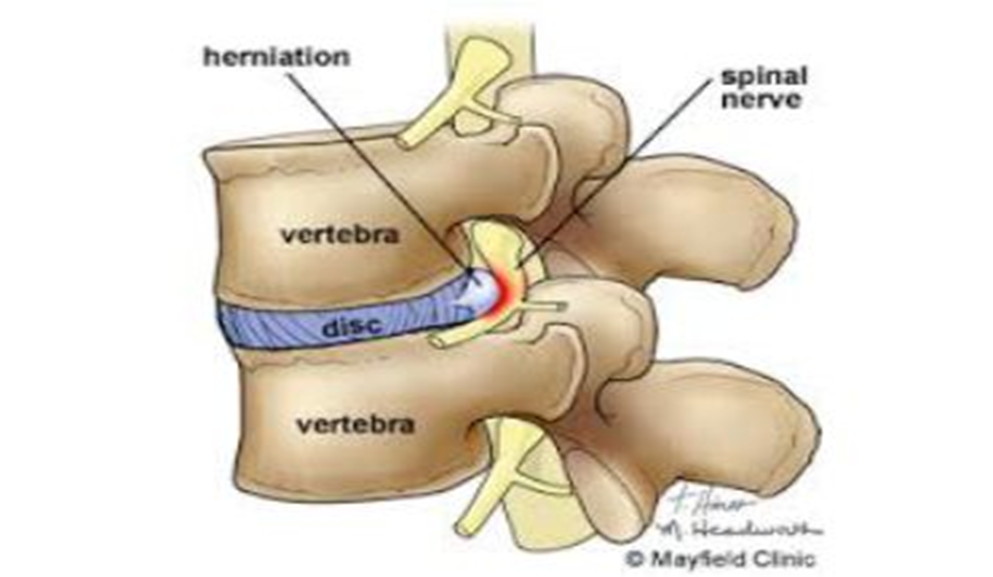 herniation
spinal
nerve
vertebra
disc
vertebra
© Mayfield Clinic